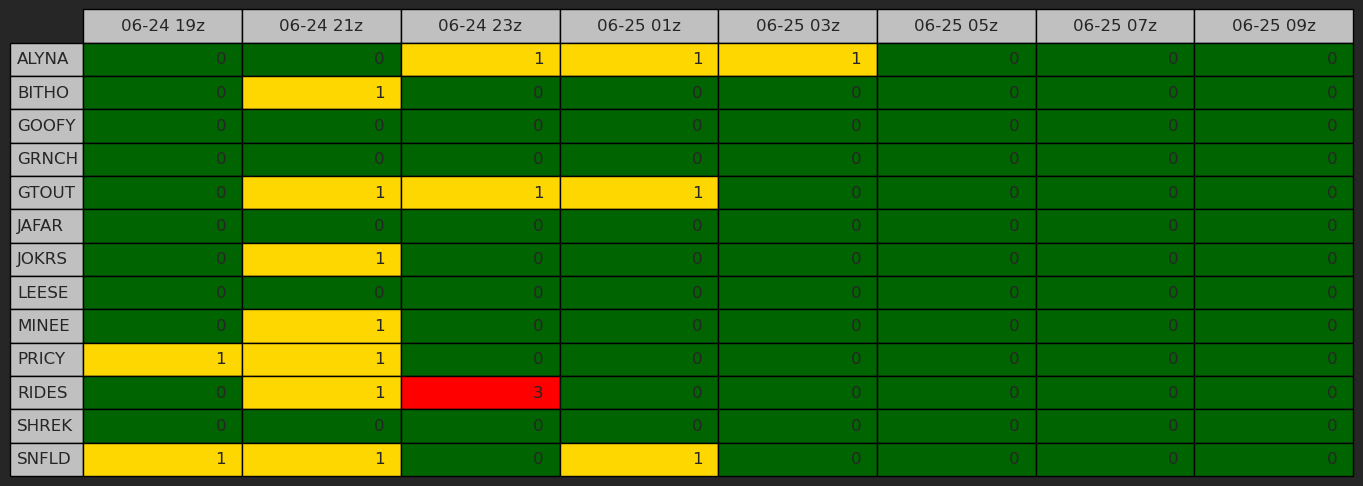 06-24 19z 06-24 21z 06-24 23z 06-25 01z 06-25 03z 06-25 05z 06-25 07z 06-25 09z
ALYNA 0 0 1 1 1 0 0 0
BITHO 0 1 0 0 0 0 0 0
GOOFY 0 0 0 0 0 0 0 0
GRNCH 0 0 0 0 0 0 0 0
GTOUT 0 1 1 1 0 0 0 0
JAFAR 0 0 0 0 0 0 0 0
JOKRS 0 1 0 0 0 0 0 0
LEESE 0 0 0 0 0 0 0 0
MINEE 0 1 0 0 0 0 0 0
PRICY 1 1 0 0 0 0 0 0
RIDES 0 1 3 0 0 0 0 0
SHREK 0 0 0 0 0 0 0 0
SNFLD 1 1 0 1 0 0 0 0